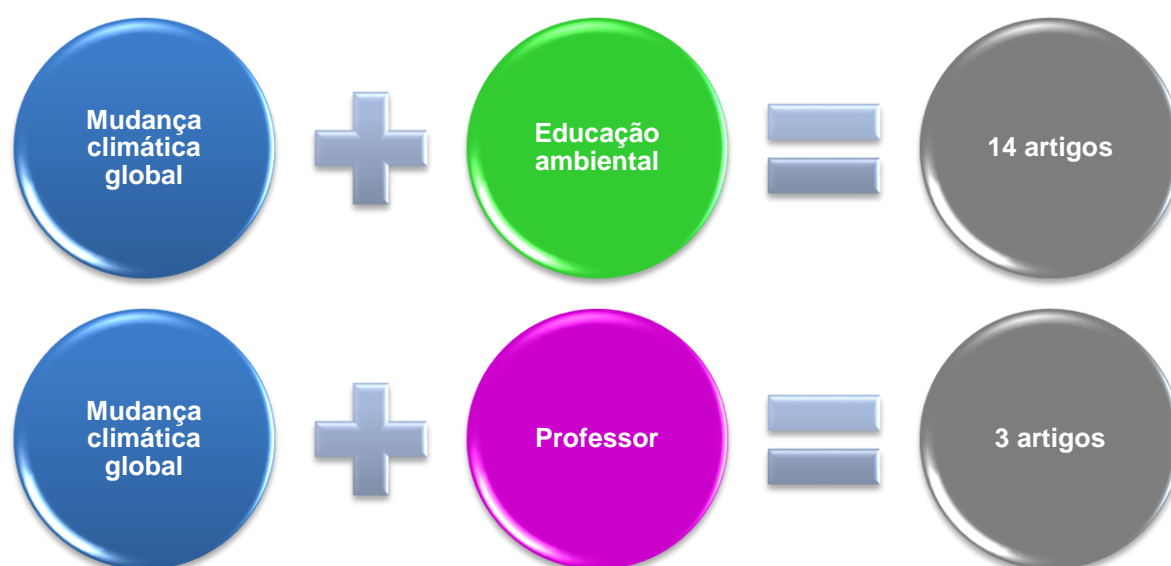 Mudança
climática
global
Educação
ambiental
14 artigos
Mudança
climática
global
Professor
3 artigos